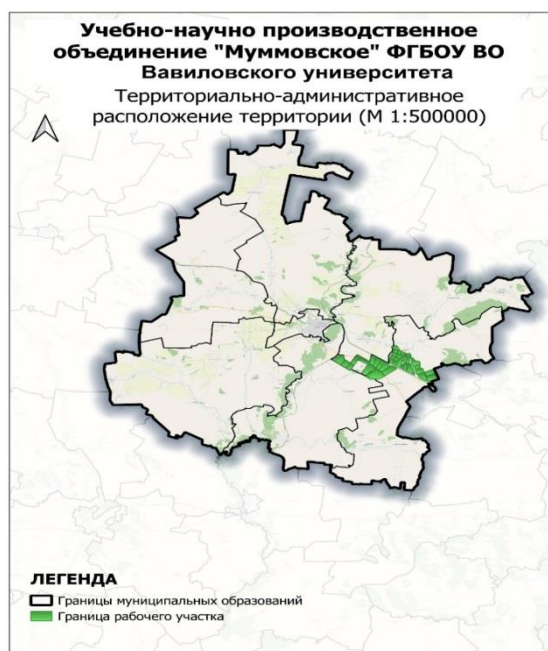 Учебно-научно производственное
объединение "Муммовское" ФГБОУ ВО
Вавиловского университета
Территориально-административное
расположение территории (М 1:500000)
ЛЕГЕНДА
Границы муниципальных образований
Граница рабочего участка